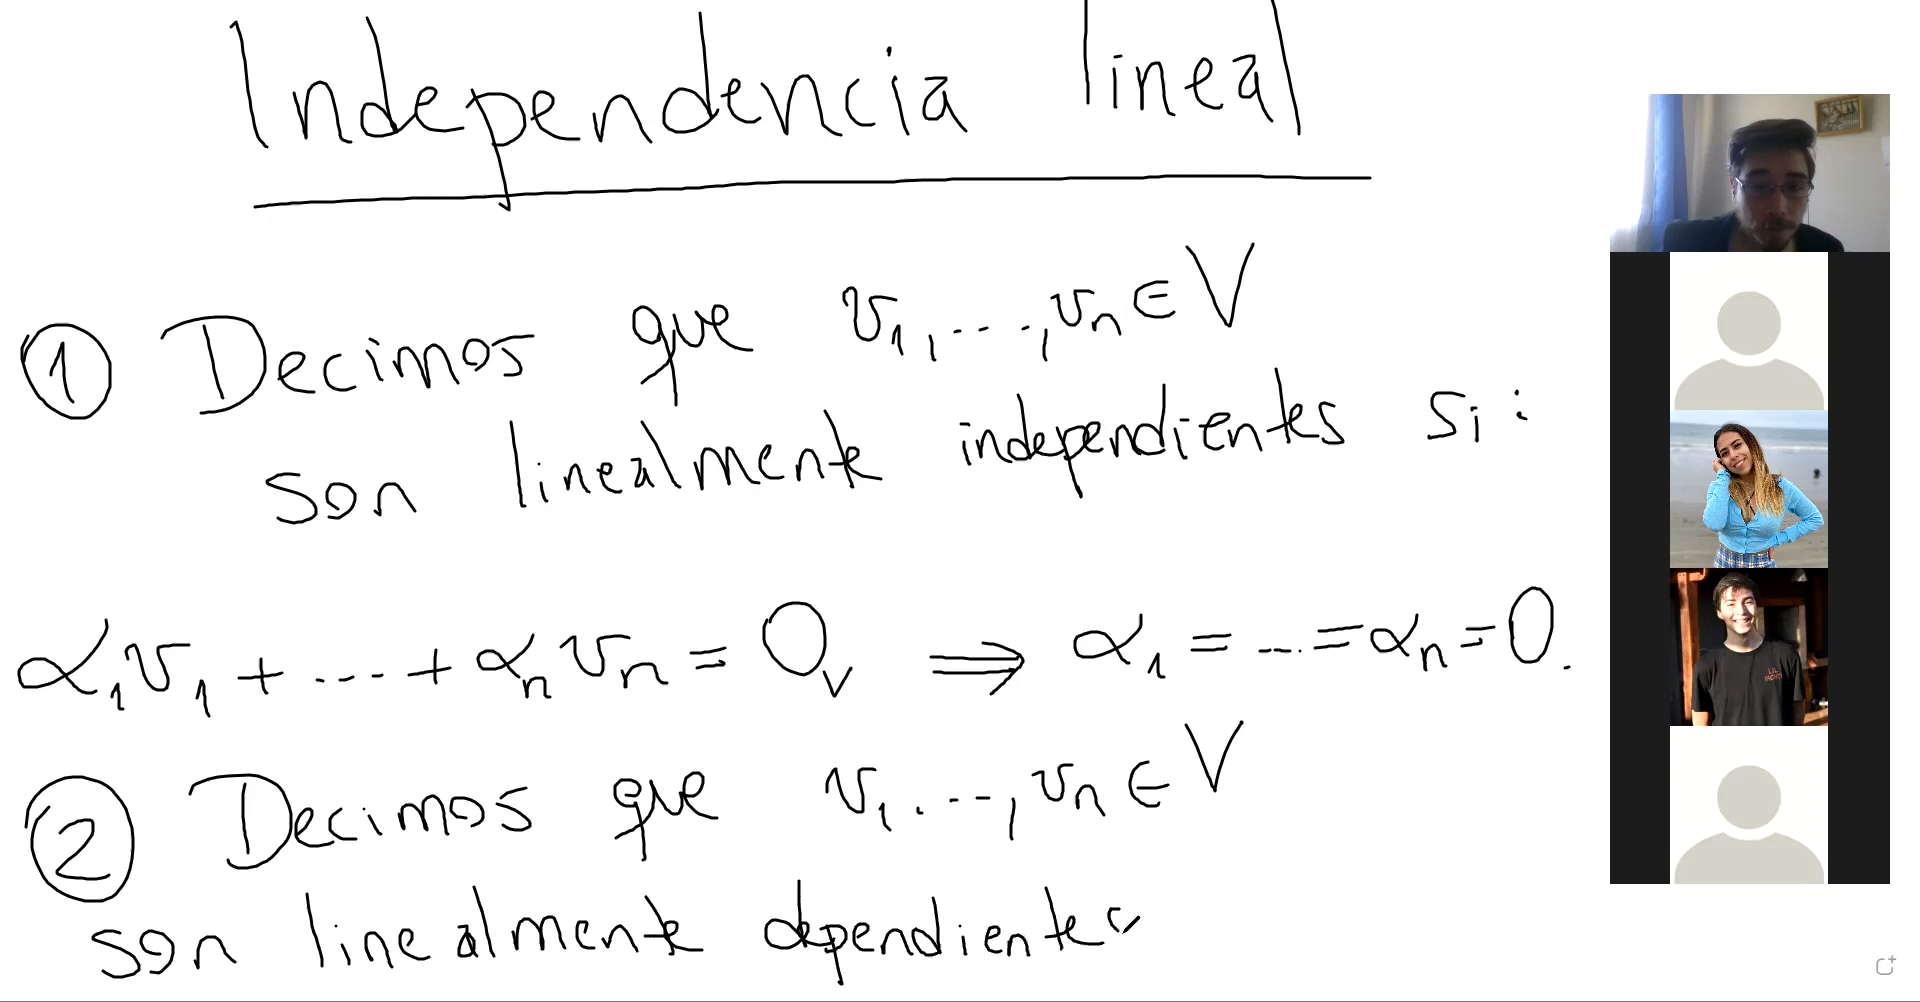 Independencia lineal
① Decimos que v₁, ..., vₙ ∈ V
son linealmente independientes si:
α₁v₁ + ... + αₙvₙ = 0ᵥ ⟹ α₁ = ... = αₙ = 0.
② Decimos que v₁ ..., vₙ ∈ V
son linealmente dependientes